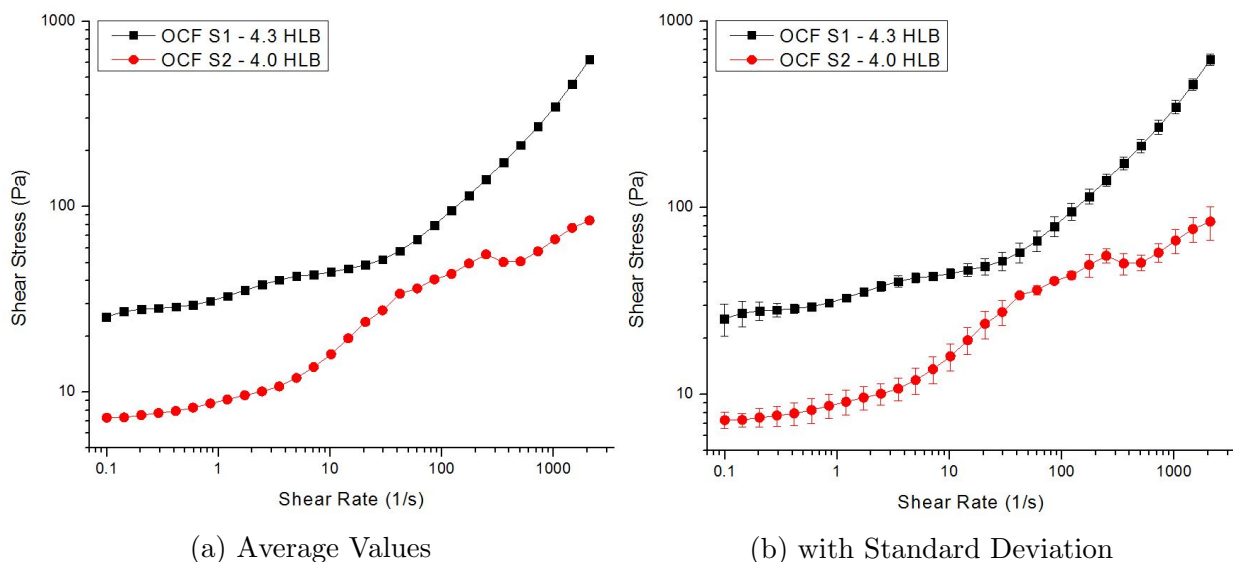 1000
100
10
Shear Stress (Pa)
OCF S1 - 4.3 HLB
OCF S2 - 4.0 HLB
0.1 1 10 100 1000
Shear Rate (1/s)
(a) Average Values
1000
100
10
Shear Stress (Pa)
OCF S1 - 4.3 HLB
OCF S2 - 4.0 HLB
0.1 1 10 100 1000
Shear Rate (1/s)
(b) with Standard Deviation